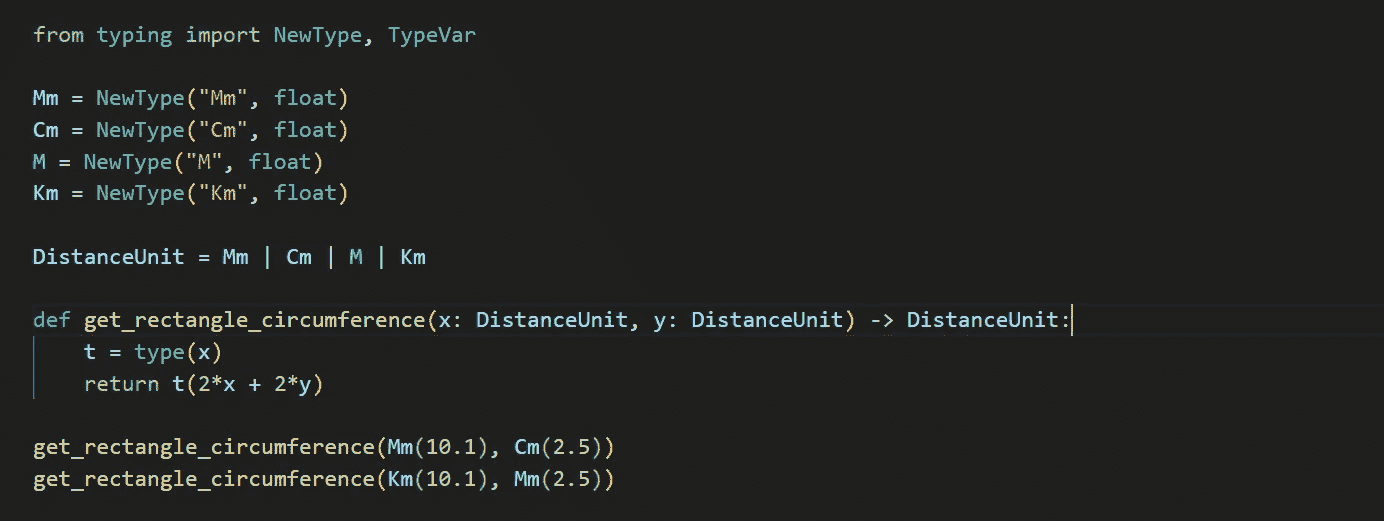 from typing import NewType, TypeVar
Mm = NewType("Mm", float)
Cm = NewType("Cm", float)
M = NewType("M", float)
Km = NewType("Km", float)
DistanceUnit = Mm | Cm | M | Km
def get_rectangle_circumference(x: DistanceUnit, y: DistanceUnit) -> DistanceUnit:
    t = type(x)
    return t(2*x + 2*y)
get_rectangle_circumference(Mm(10.1), Cm(2.5))
get_rectangle_circumference(Km(10.1), Mm(2.5))